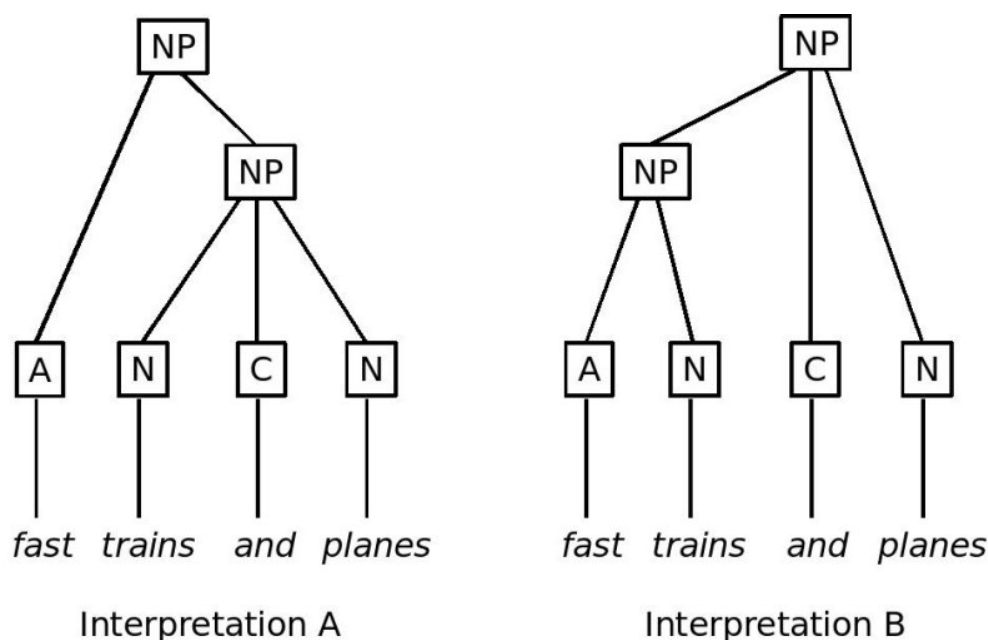 NP
NP
A N C N
fast trains and planes
Interpretation A
NP
NP
A N C N
fast trains and planes
Interpretation B